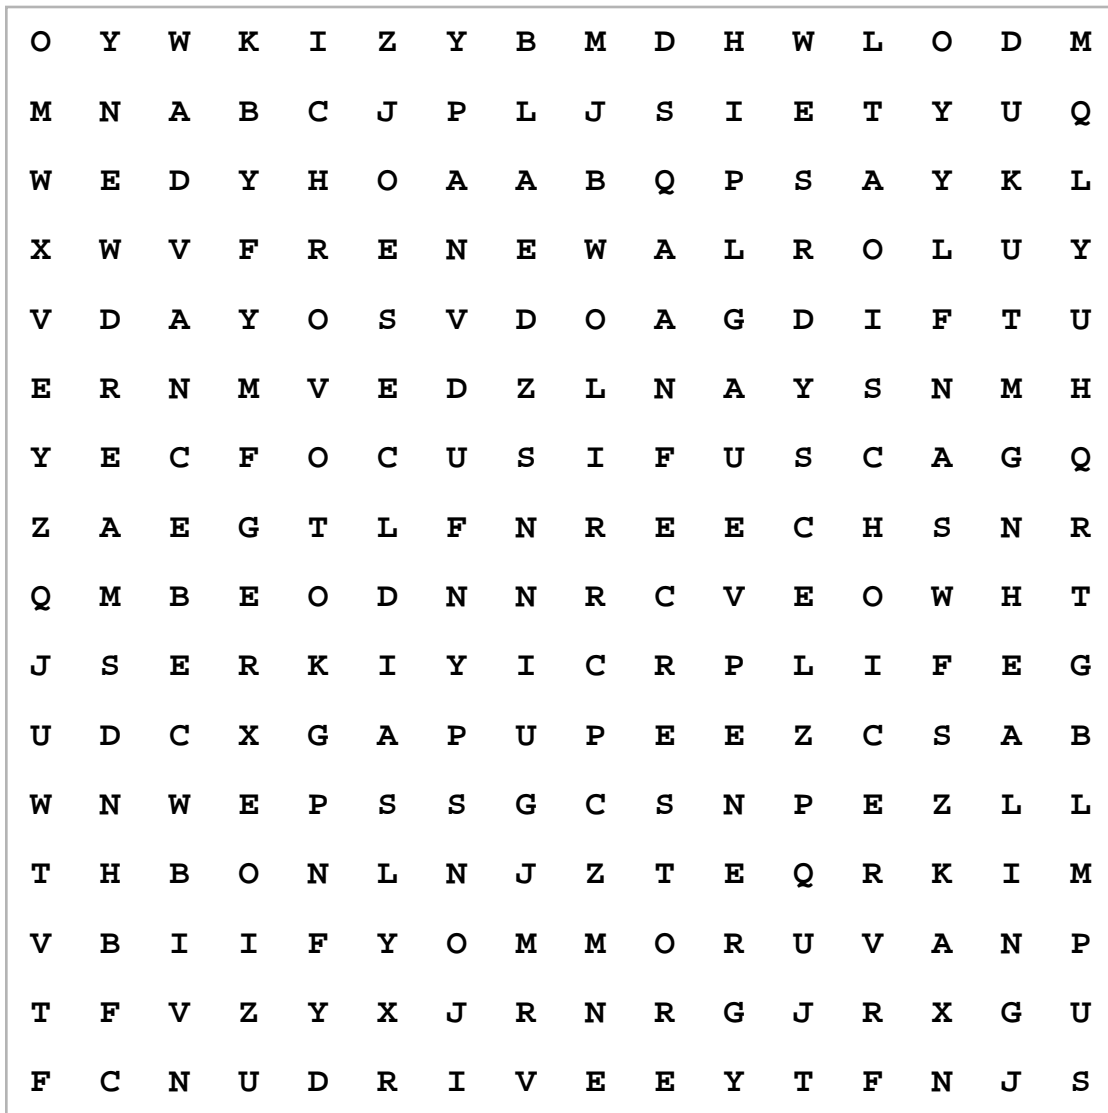 O Y W K I Z Y B M D H W L O D M
M N A B C J P L J S I E T Y U Q
W E D Y H O A A B Q P S A Y K L
X W V F R E N E W A L R O L U Y
V D A Y O S V D O A G D I F T U
E R N M V E D Z L N A Y S N M H
Y E C F O C U S I F U S C A G Q
Z A E G T L F N R E E C H S N R
Q M B E O D N N R C V E O W H T
J S E R K I Y I C R P L I F E G
U D C X G A P U P E E Z C S A B
W N W E P S S G C S N P E Z L L
T H B O N L N J Z T E Q R K I M
V B I I F Y O M M O R U V A N P
T F V Z Y X J R N R G J R X G U
F C N U D R I V E E Y T F N J S